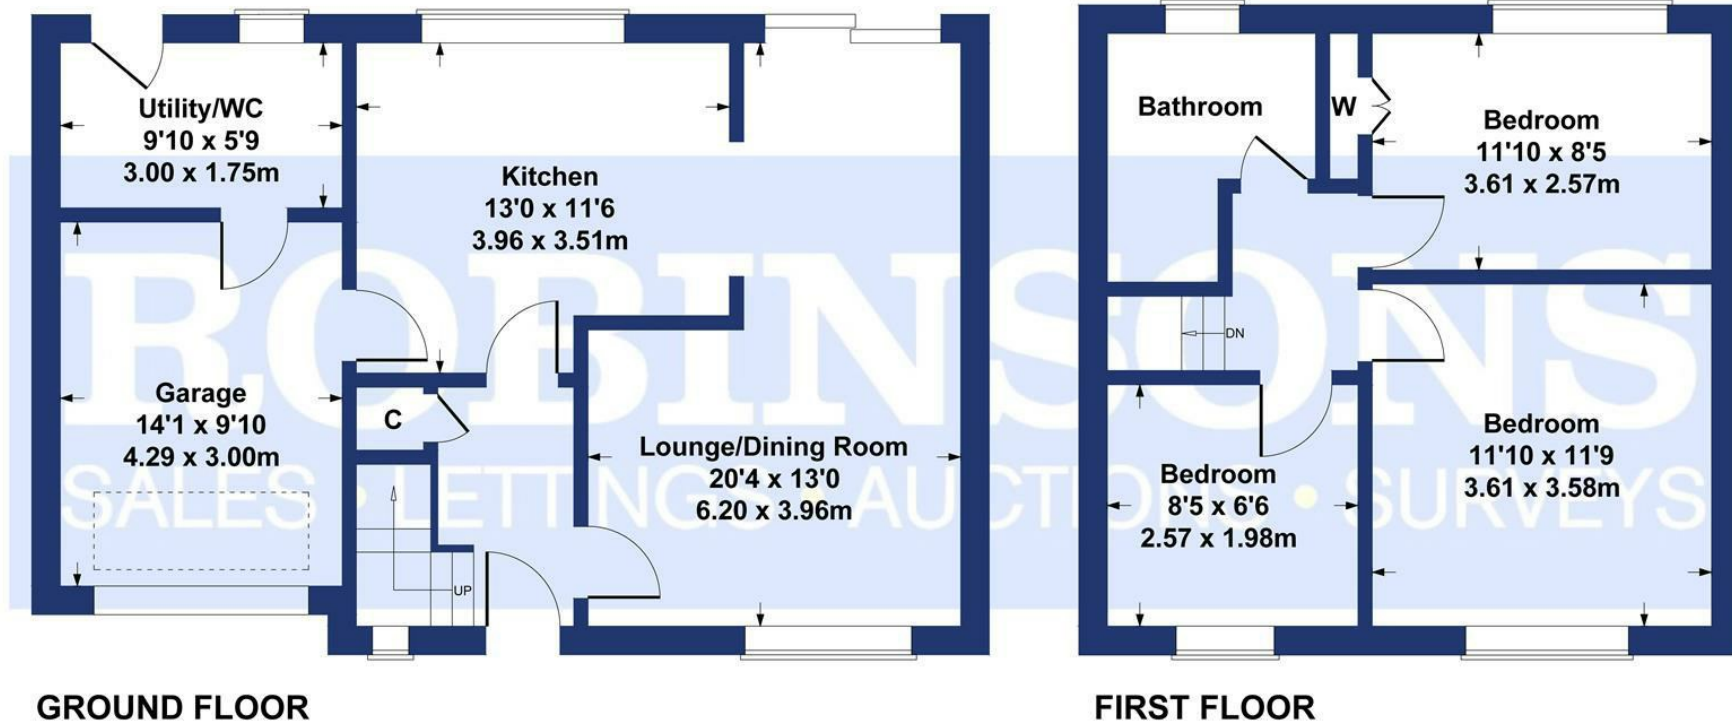 Utility/WC
9'10 x 5'9
3.00 x 1.75m
Kitchen
13'0 x 11'6
3.96 x 3.51m
Garage
14'1 x 9'10
4.29 x 3.00m
C
UP
Lounge/Dining Room
20'4 x 13'0
6.20 x 3.96m
GROUND FLOOR
Bathroom
W
Bedroom
11'10 x 8'5
3.61 x 2.57m
DN
Bedroom
8'5 x 6'6
2.57 x 1.98m
Bedroom
11'10 x 11'9
3.61 x 3.58m
FIRST FLOOR
ROBINSONS
SALES • LETTINGS • AUCTIONS • SURVEYS